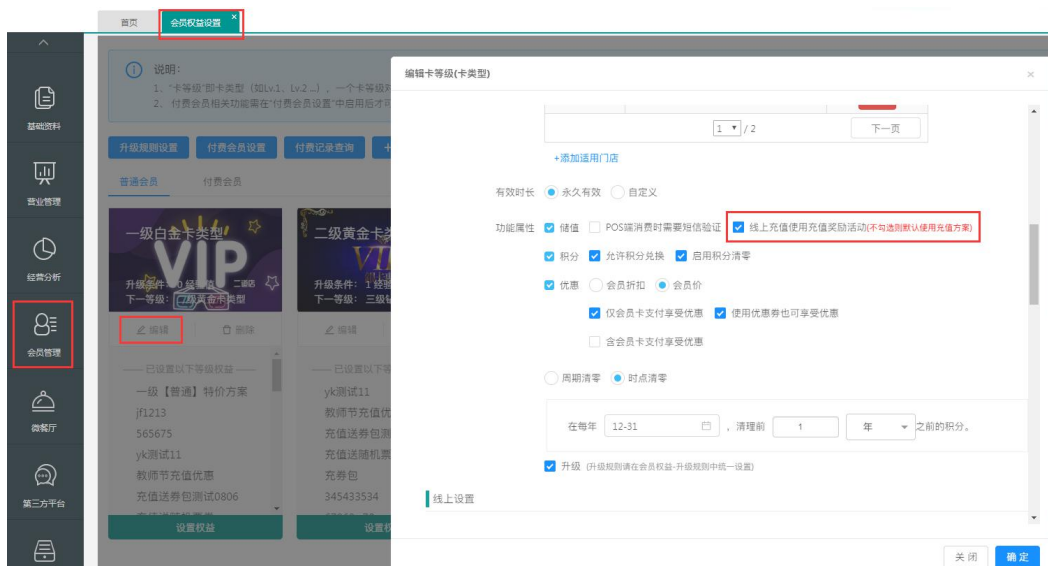 首页
会员权益设置 ×
说明：
1、"卡等级"即卡类型（如Lv.1、Lv.2...），一个卡等级
2、付费会员相关功能需在"付费会员设置"中启用后才
升级规则设置
付费会员设置
付费记录查询
+
普通会员
付费会员
基础资料
营业管理
经营分析
会员管理
微餐厅
第三方平台
一级白金卡类型
VIP
升级条件：0经
二级店
下一等级：二级黄金卡类型
编辑
删除
已设置以下等级权益
一级【普通】特价方案
jf1213
565675
yk测试11
教师节充值优惠
充值送券包测试0806
设置权益
二级黄金卡
升级条件：1经
下一等级：三级
编辑
已设置以下等
yk测试11
教师节充值优
充值送券包测
充值送随机票
充券包
345433534
设置
编辑卡等级(卡类型)
×
1 / 2
下一页
+添加适用门店
有效时长 永久有效 自定义
功能属性 储值 POS端消费时需要短信验证 线上充值使用充值奖励活动(不勾选则默认使用充值方案)
积分 允许积分兑换 启用积分清零
优惠 会员折扣 会员价
仅会员卡支付享受优惠 使用优惠券也可享受优惠
含会员卡支付享受优惠
周期清零 时点清零
在每年 12-31 ，清理前 1 年 之前的积分。
升级 (升级规则请在会员权益-升级规则中统一设置)
线上设置
关闭
确定